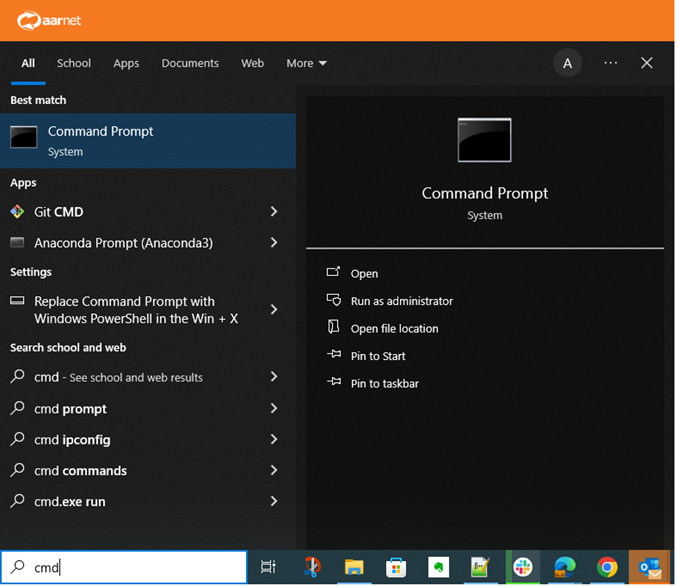 aarnet
All School Apps Documents Web More A ...
Best match
Command Prompt
System
Apps
Git CMD
Anaconda Prompt (Anaconda3)
Settings
Replace Command Prompt with
Windows PowerShell in the Win + X
Search school and web
cmd - See school and web results
cmd prompt
cmd ipconfig
cmd commands
cmd.exe run
Command Prompt
System
Open
Run as administrator
Open file location
Pin to Start
Pin to taskbar
cmd